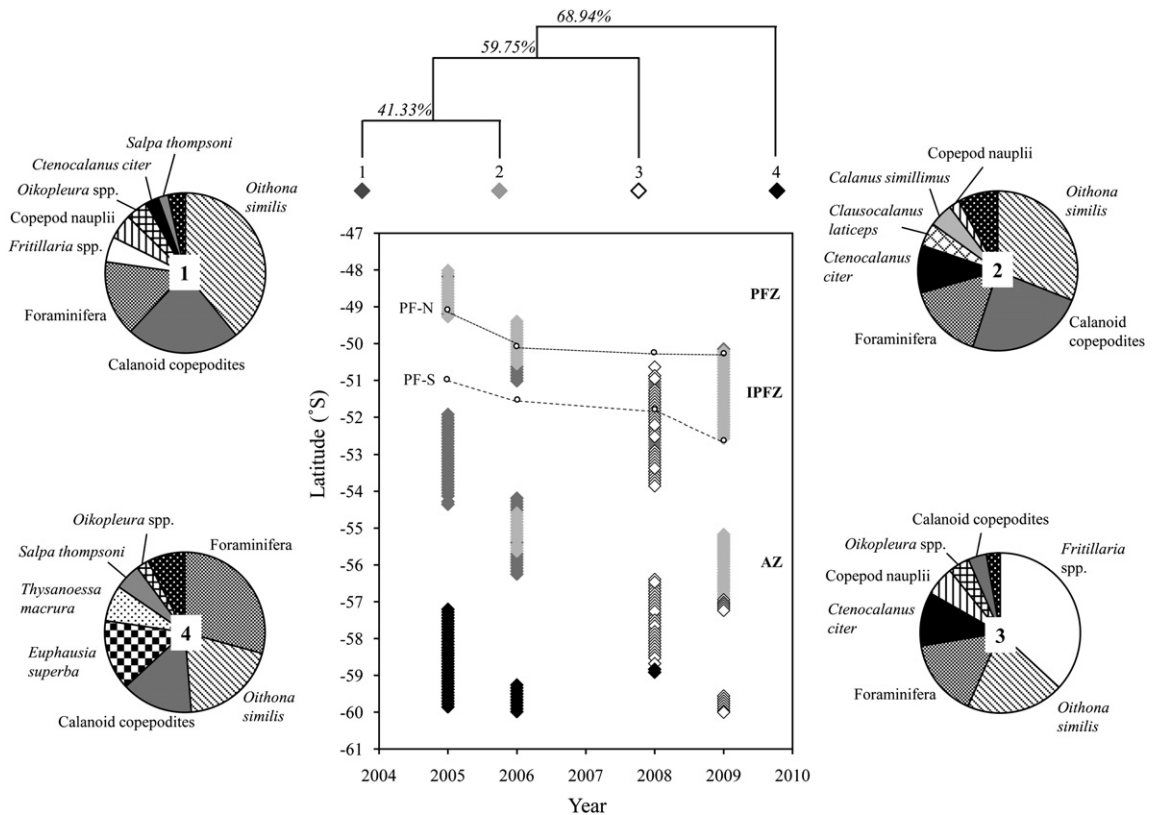 68.94%
59.75%
41.33%
1 2 3 4
Salpa thompsoni
Ctenocalanus citer
Oikopleura spp.
Copepod nauplii
Fritillaria spp.
Foraminifera
Calanoid copepodites
Oithona
similis
1
Copepod nauplii
Calanus simillimus
Clausocalanus
laticeps
Ctenocalanus
citer
Foraminifera
Calanoid
copepodites
Oithona
similis
2
Oikopleura spp.
Salpa thompsoni
Thysanoessa
macrura
Euphausia
superba
Calanoid copepodites
Oithona
similis
Foraminifera
4
Calanoid copepodites
Oikopleura spp.
Copepod nauplii
Ctenocalanus
citer
Foraminifera
Oithona
similis
Fritillaria
spp.
3
Latitude (˚S)
-47
-48
-49
-50
-51
-52
-53
-54
-55
-56
-57
-58
-59
-60
-61
PF-N
PF-S
PFZ
IPFZ
AZ
2004 2005 2006 2007 2008 2009 2010
Year